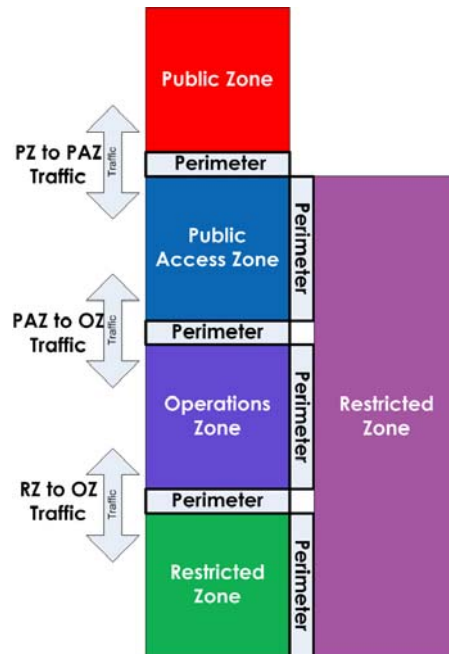 Public Zone
PZ to PAZ
Traffic
Traffic
Perimeter
Public
Access Zone
Perimeter
PAZ to OZ
Traffic
Traffic
Perimeter
Operations
Zone
Perimeter
Restricted
Zone
RZ to OZ
Traffic
Traffic
Perimeter
Restricted
Zone
Perimeter